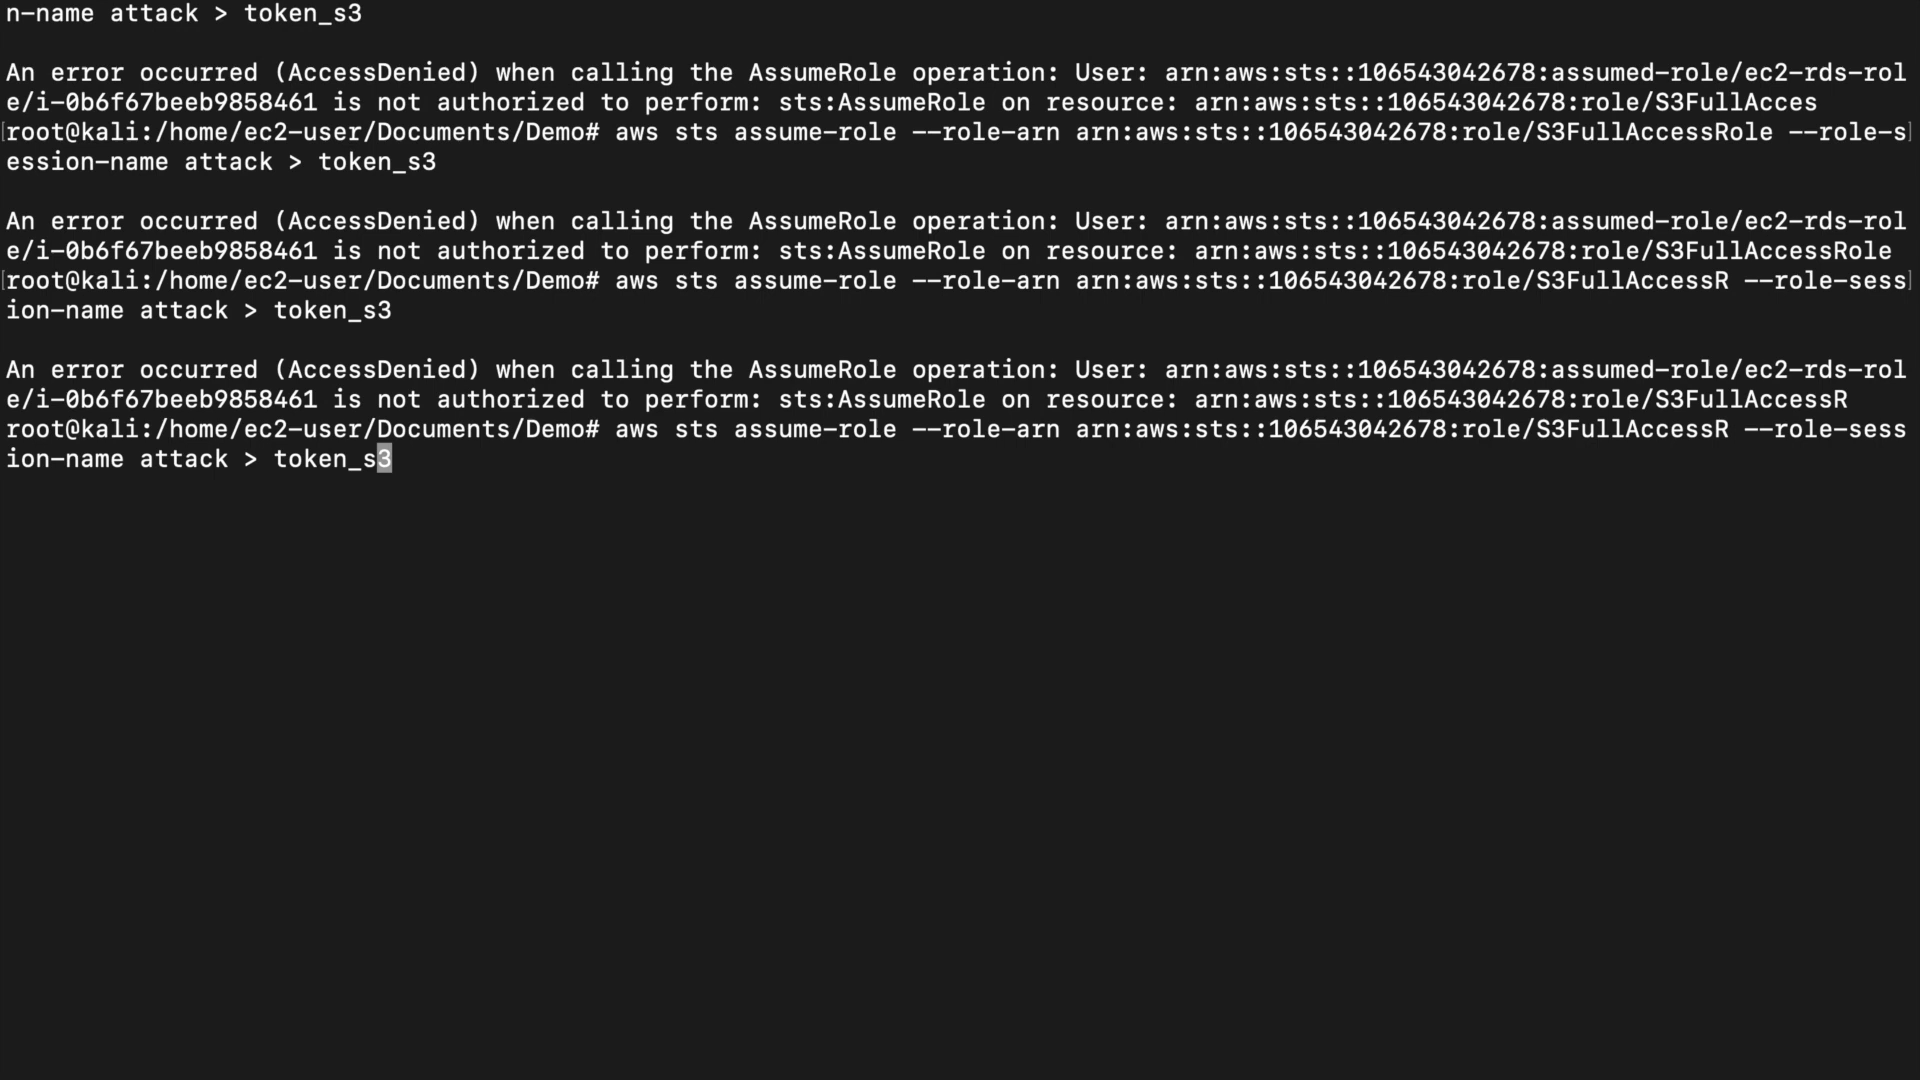 n-name attack > token_s3
An error occurred (AccessDenied) when calling the AssumeRole operation: User: arn:aws:sts::106543042678:assumed-role/ec2-rds-rol
e/i-0b6f67beeb9858461 is not authorized to perform: sts:AssumeRole on resource: arn:aws:sts::106543042678:role/S3FullAcces
[root@kali:/home/ec2-user/Documents/Demo# aws sts assume-role --role-arn arn:aws:sts::106543042678:role/S3FullAccessRole --role-s]
ession-name attack > token_s3
An error occurred (AccessDenied) when calling the AssumeRole operation: User: arn:aws:sts::106543042678:assumed-role/ec2-rds-rol
e/i-0b6f67beeb9858461 is not authorized to perform: sts:AssumeRole on resource: arn:aws:sts::106543042678:role/S3FullAccessRole
[root@kali:/home/ec2-user/Documents/Demo# aws sts assume-role --role-arn arn:aws:sts::106543042678:role/S3FullAccessR --role-sess]
ion-name attack > token_s3
An error occurred (AccessDenied) when calling the AssumeRole operation: User: arn:aws:sts::106543042678:assumed-role/ec2-rds-rol
e/i-0b6f67beeb9858461 is not authorized to perform: sts:AssumeRole on resource: arn:aws:sts::106543042678:role/S3FullAccessR
root@kali:/home/ec2-user/Documents/Demo# aws sts assume-role --role-arn arn:aws:sts::106543042678:role/S3FullAccessR --role-sess
ion-name attack > token_s3